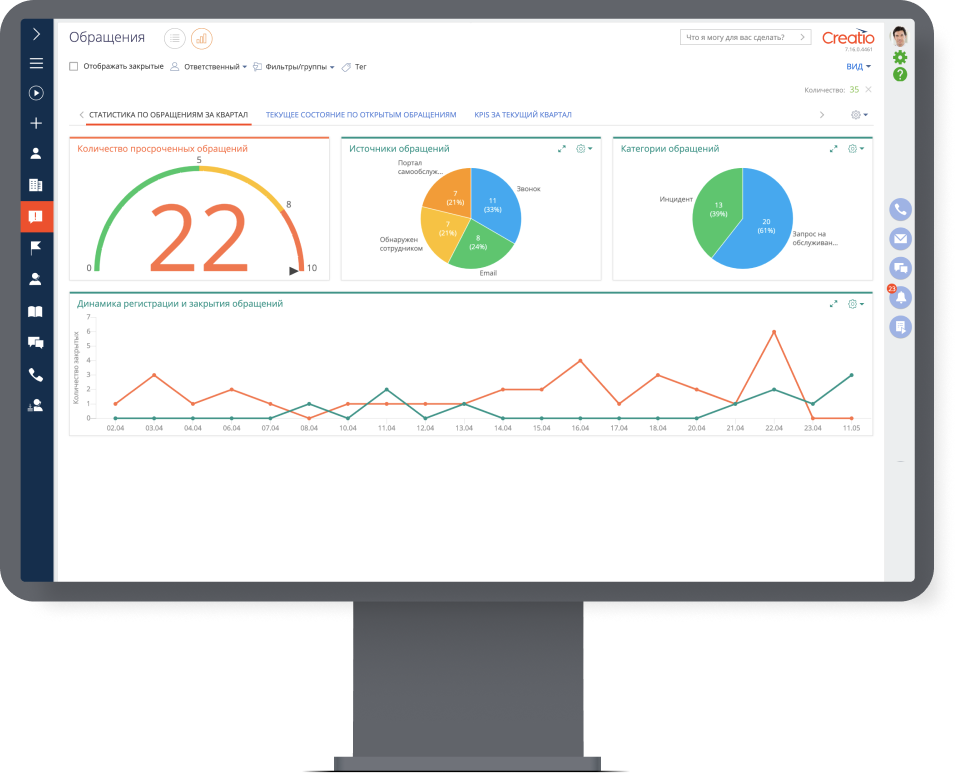 Обращения
Что я могу для вас сделать?
Creatio
7.16.0.4461
Отображать закрытые
Ответственный
Фильтры/группы
Тег
ВИД
Количество: 35
СТАТИСТИКА ПО ОБРАЩЕНИЯМ ЗА КВАРТАЛ
ТЕКУЩЕЕ СОСТОЯНИЕ ПО ОТКРЫТЫМ ОБРАЩЕНИЯМ
KPIS ЗА ТЕКУЩИЙ КВАРТАЛ
Количество просроченных обращений
5
8
22
0
10
Источники обращений
Портал
самообслуж...
Звонок
7
(21%)
11
(33%)
7
(21%)
8
(24%)
Обнаружен
сотрудником
Email
Категории обращений
Инцидент
13
(39%)
20
(61%)
Запрос на
обслуживан...
23
Динамика регистрации и закрытия обращений
Количество закрытых
7
6
5
4
3
2
1
0
02.04 03.04 04.04 06.04 07.04 08.04 10.04 11.04 12.04 13.04 14.04 15.04 16.04 17.04 18.04 20.04 21.04 22.04 23.04 11.05